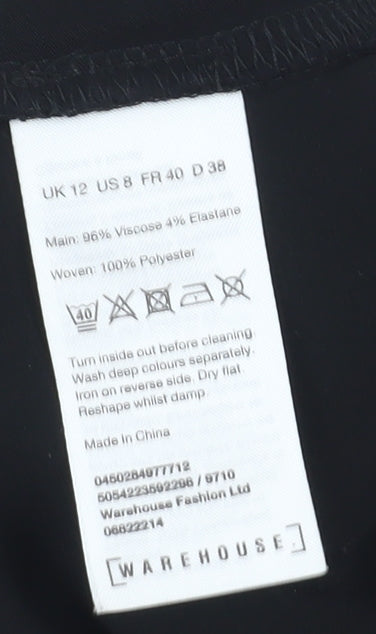 UK 12 US 8 FR 40 D 38
Main: 96% Viscose 4% Elastane
Woven: 100% Polyester
40
Turn inside out before cleaning
Wash deep colours separately.
Iron on reverse side. Dry flat
Reshape whilst damp
Made In China
0450284977712
5054223592296 / 9710
Warehouse Fashion Ltd
06822214
[WAREHOUSE.]